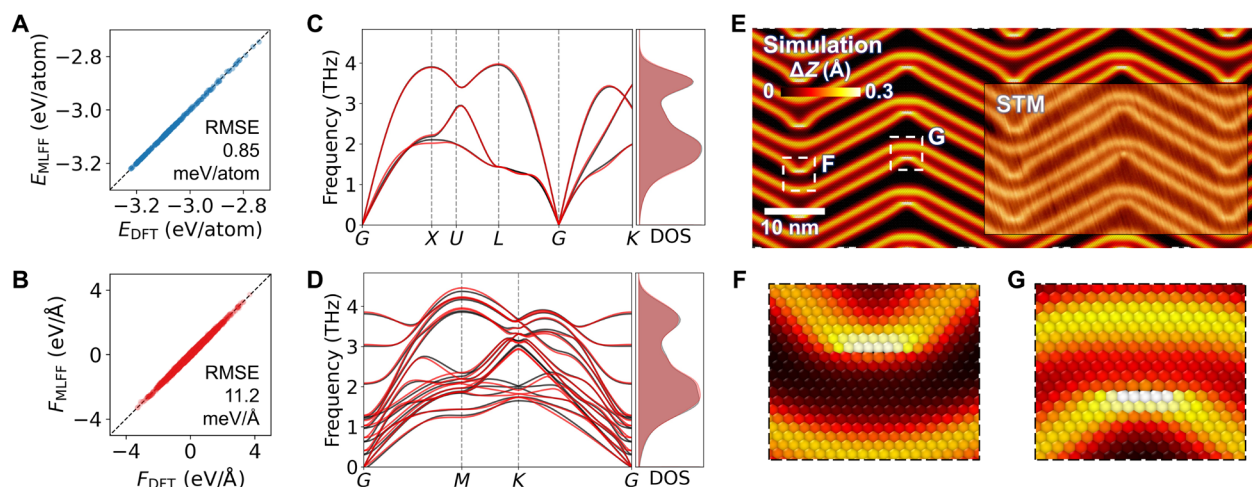 A
E_MLFF (eV/atom)
−2.8
−3.0
−3.2
RMSE
0.85
meV/atom
−3.2 −3.0 −2.8
E_DFT (eV/atom)
B
F_MLFF (eV/Å)
4
0
−4
RMSE
11.2
meV/Å
−4 0 4
F_DFT (eV/Å)
C
Frequency (THz)
4
3
2
1
0
G X U L G K DOS
D
Frequency (THz)
4
3
2
1
0
G M K G DOS
E
Simulation
ΔZ (Å)
0 0.3
STM
G
F
10 nm
F
G